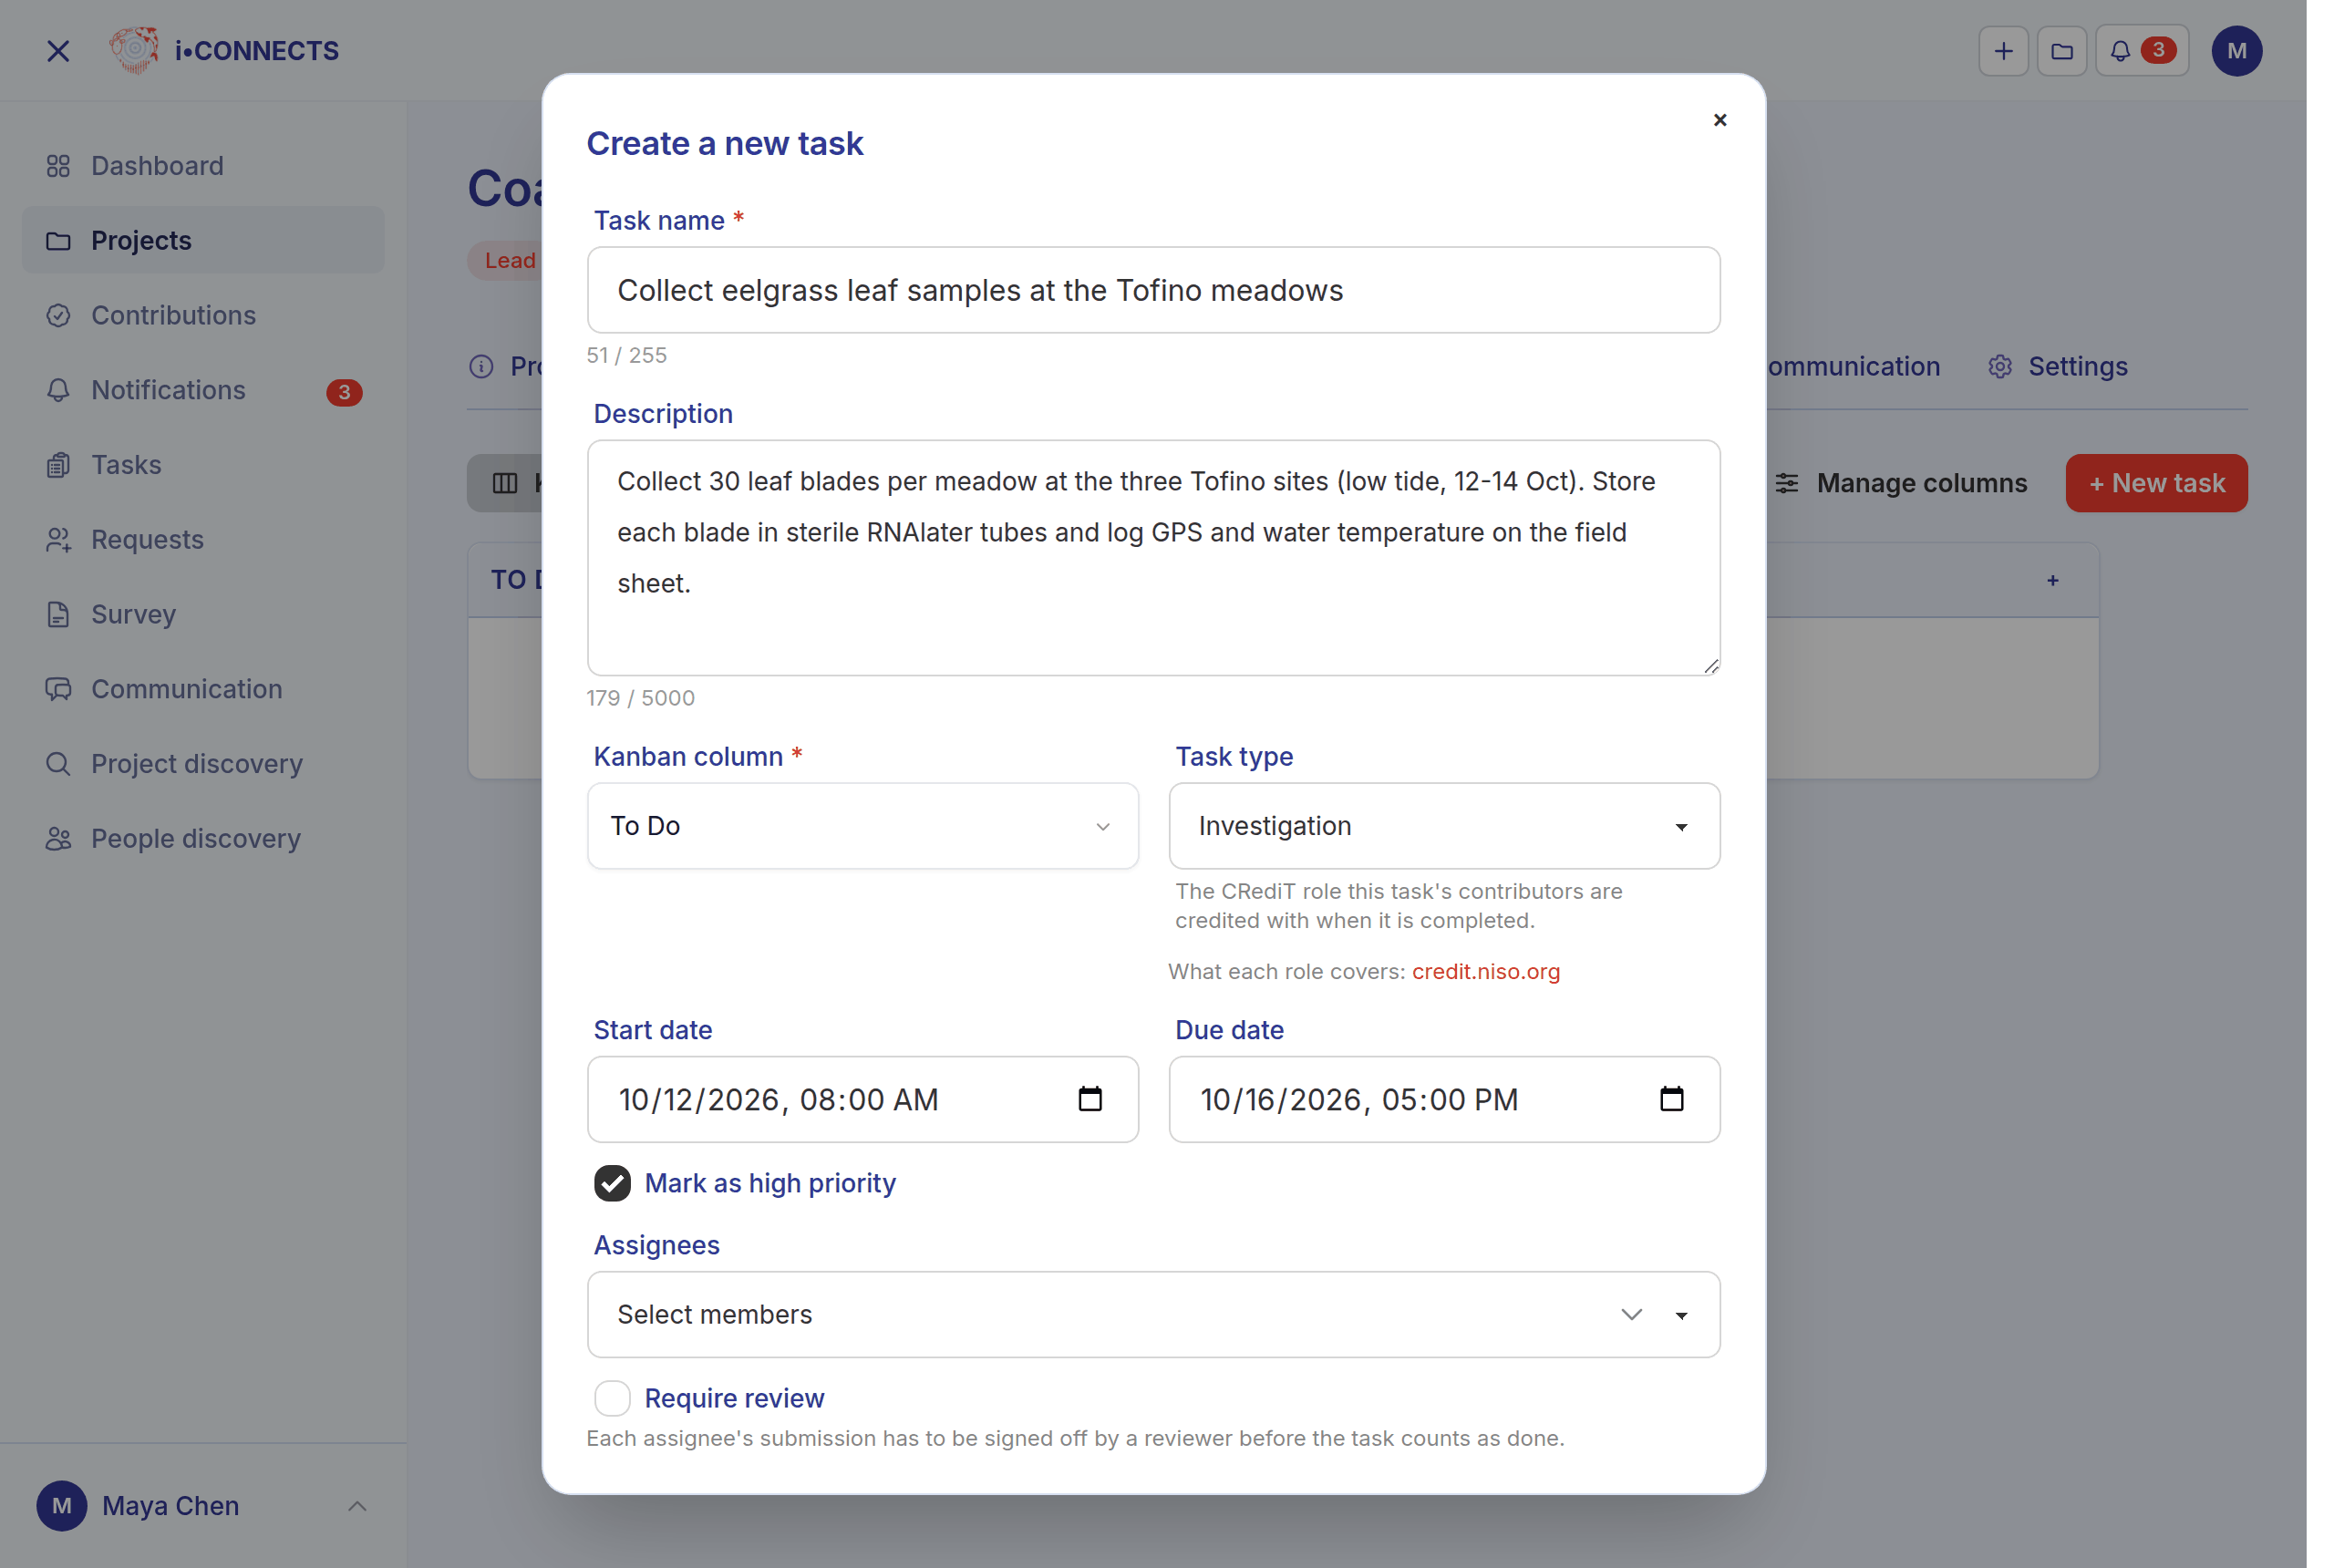 i•CONNECTS
3
M
Dashboard
Projects
Contributions
Notifications
3
Tasks
Requests
Survey
Communication
Project discovery
People discovery
M
Maya Chen
Lead
ommunication
Settings
Manage columns
+ New task
TO
+
Create a new task
×
Task name *
Collect eelgrass leaf samples at the Tofino meadows
51 / 255
Description
Collect 30 leaf blades per meadow at the three Tofino sites (low tide, 12-14 Oct). Store
each blade in sterile RNAlater tubes and log GPS and water temperature on the field
sheet.
179 / 5000
Kanban column *
To Do
Task type
Investigation
The CRediT role this task's contributors are
credited with when it is completed.
What each role covers: credit.niso.org
Start date
10/12/2026, 08:00 AM
Due date
10/16/2026, 05:00 PM
Mark as high priority
Assignees
Select members
Require review
Each assignee's submission has to be signed off by a reviewer before the task counts as done.